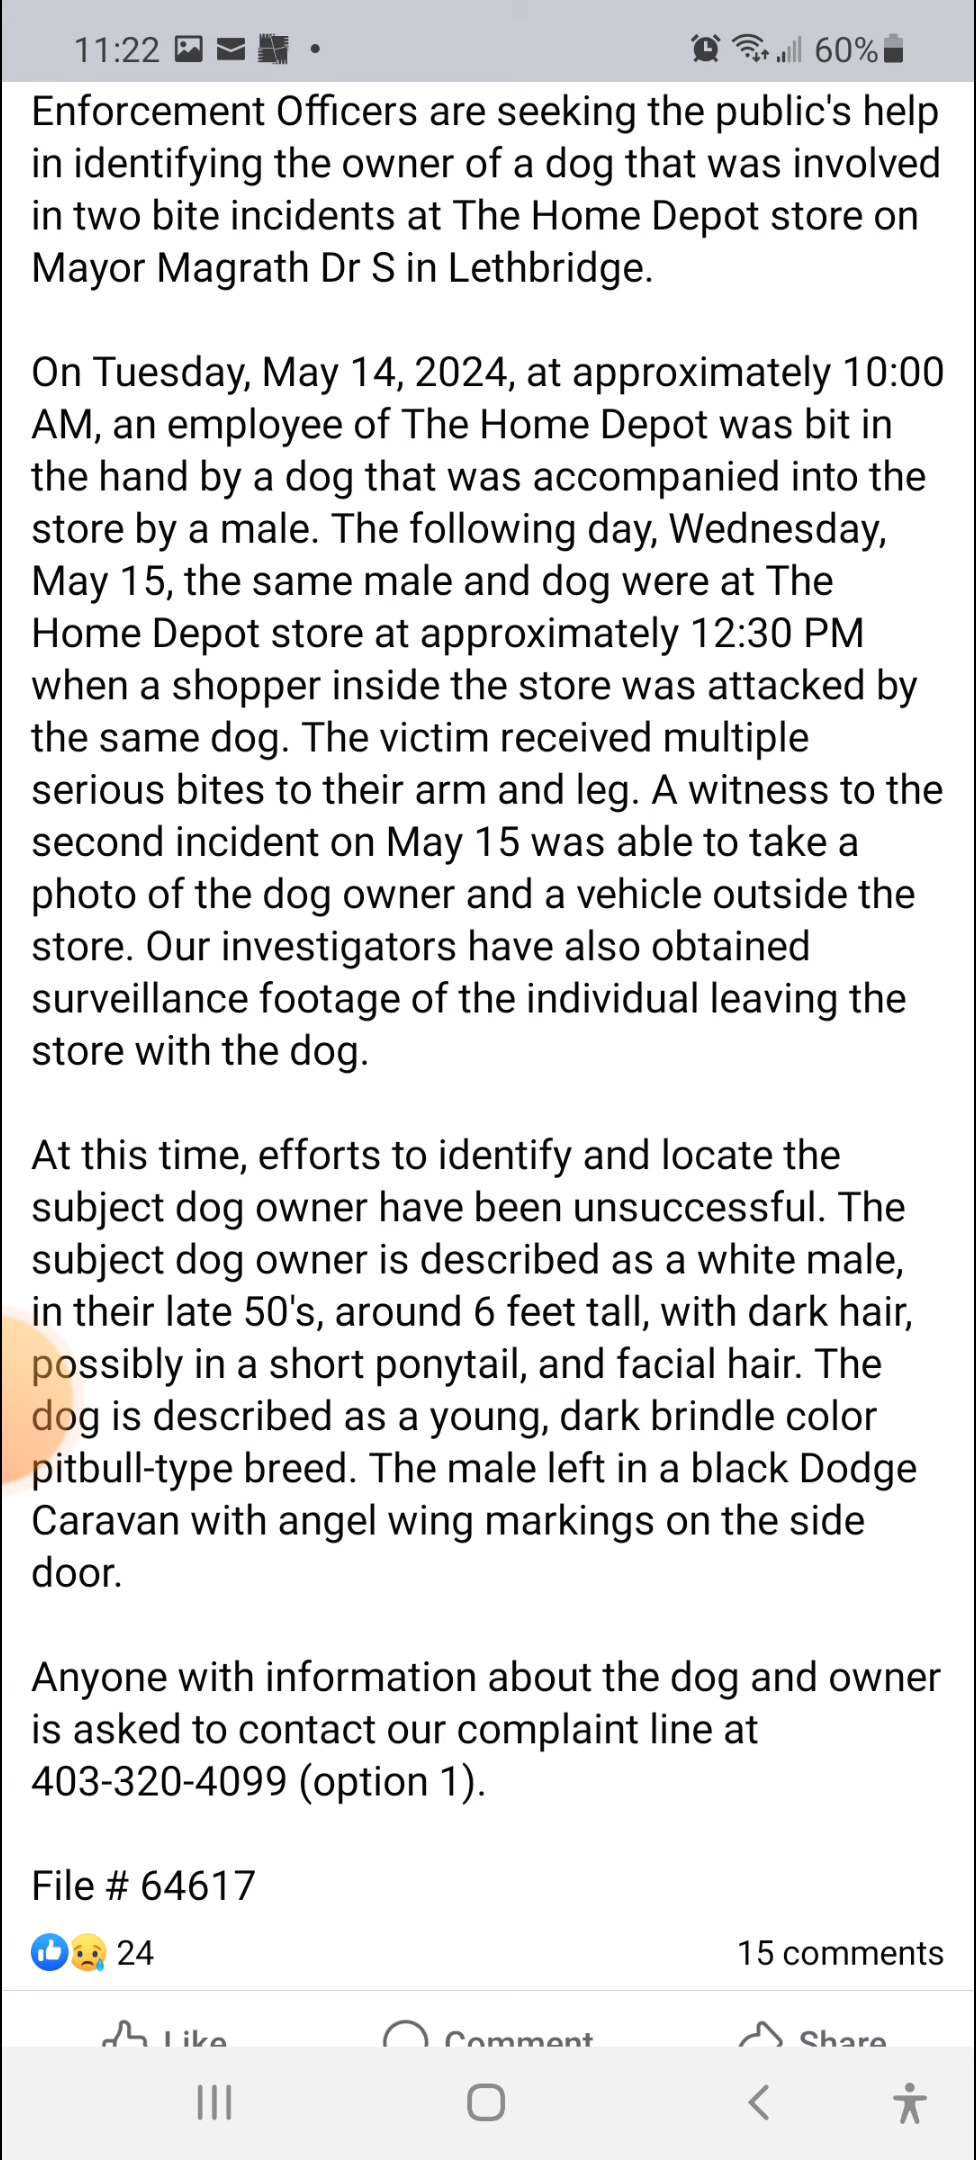 11:22
60%
Enforcement Officers are seeking the public's help
in identifying the owner of a dog that was involved
in two bite incidents at The Home Depot store on
Mayor Magrath Dr S in Lethbridge.
On Tuesday, May 14, 2024, at approximately 10:00
AM, an employee of The Home Depot was bit in
the hand by a dog that was accompanied into the
store by a male. The following day, Wednesday,
May 15, the same male and dog were at The
Home Depot store at approximately 12:30 PM
when a shopper inside the store was attacked by
the same dog. The victim received multiple
serious bites to their arm and leg. A witness to the
second incident on May 15 was able to take a
photo of the dog owner and a vehicle outside the
store. Our investigators have also obtained
surveillance footage of the individual leaving the
store with the dog.
At this time, efforts to identify and locate the
subject dog owner have been unsuccessful. The
subject dog owner is described as a white male,
in their late 50's, around 6 feet tall, with dark hair,
possibly in a short ponytail, and facial hair. The
dog is described as a young, dark brindle color
pitbull-type breed. The male left in a black Dodge
Caravan with angel wing markings on the side
door.
Anyone with information about the dog and owner
is asked to contact our complaint line at
403-320-4099 (option 1).
File # 64617
24
15 comments
Like
Comment
Share